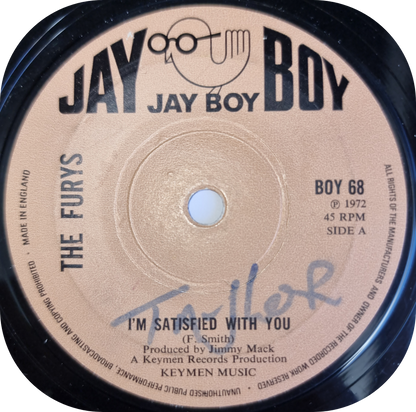 JAY BOY
JAY BOY
THE FURYS
BOY 68
℗ 1972
45 RPM
SIDE A
I'M SATISFIED WITH YOU
(F. Smith)
Produced by Jimmy Mack
A Keymen Records Production
KEYMEN MUSIC
MADE IN ENGLAND
ALL RIGHTS OF THE MANUFACTURERS AND OWNER OF THE RECORDED WORK RESERVED · UNAUTHORISED PUBLIC PERFORMANCE, BROADCASTING AND COPYING PROHIBITED ·